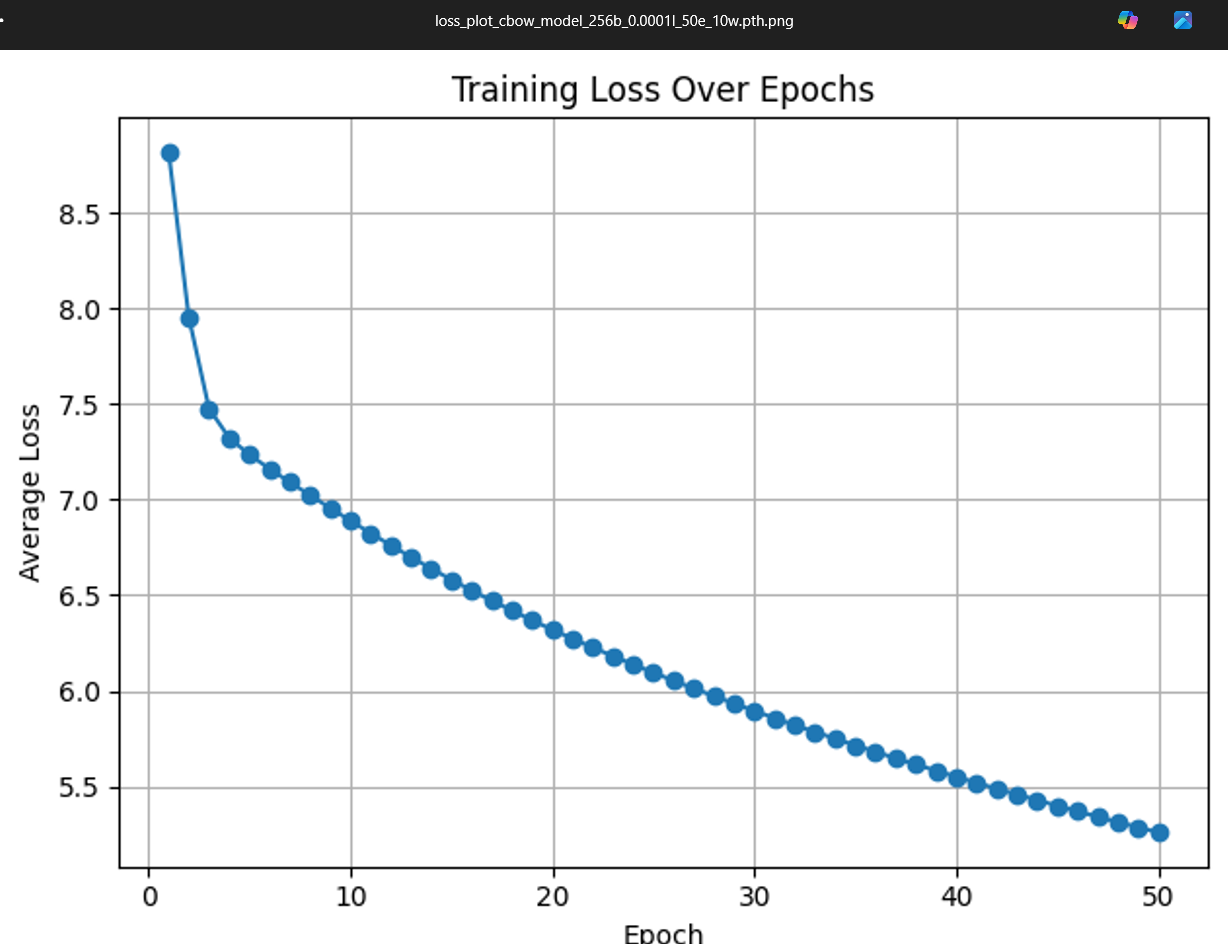 loss_plot_cbow_model_256b_0.0001l_50e_10w.pth.png
Training Loss Over Epochs
8.5
8.0
7.5
7.0
6.5
6.0
5.5
Average Loss
0 10 20 30 40 50
Epoch